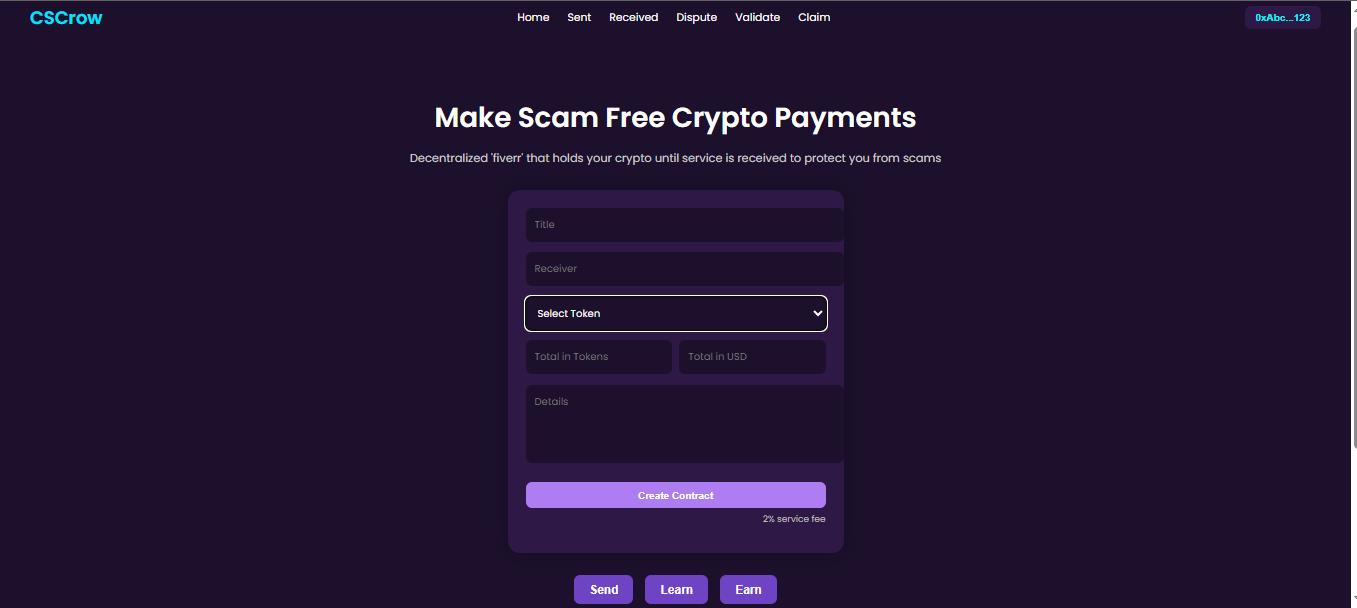 CSCrow
Home Sent Received Dispute Validate Claim
0xAbc...123
Make Scam Free Crypto Payments
Decentralized 'fiverr' that holds your crypto until service is received to protect you from scams
Title
Receiver
Select Token
Total in Tokens Total in USD
Details
Create Contract
2% service fee
Send Learn Earn